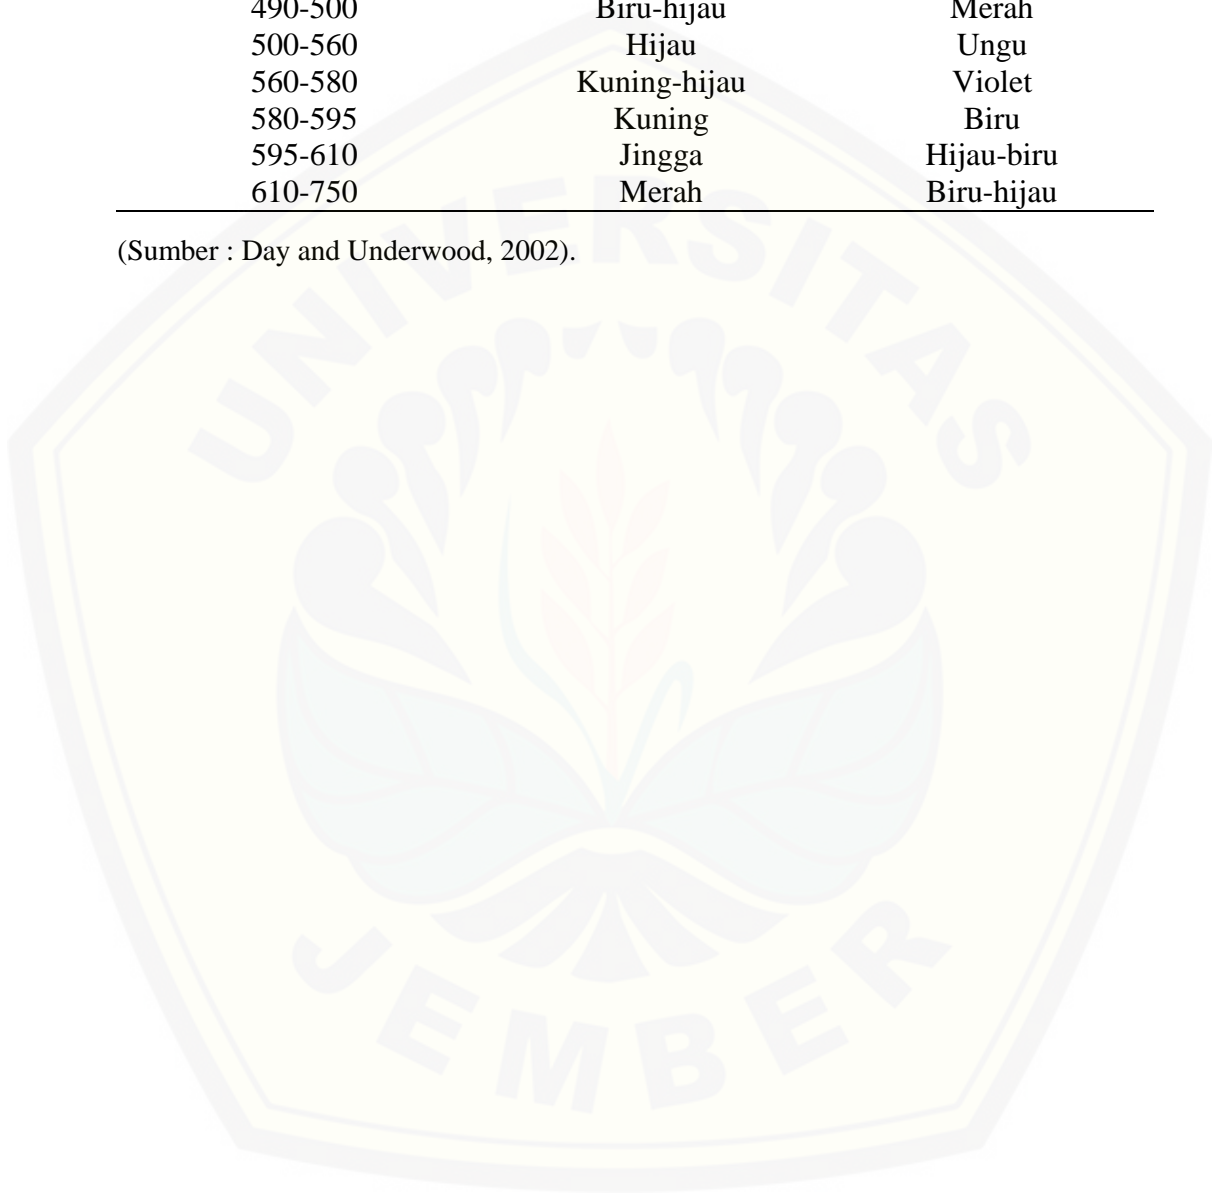 490-500 Biru-hijau Merah
500-560 Hijau Ungu
560-580 Kuning-hijau Violet
580-595 Kuning Biru
595-610 Jingga Hijau-biru
610-750 Merah Biru-hijau
(Sumber : Day and Underwood, 2002).
UNIVERSITAS
JEMBER